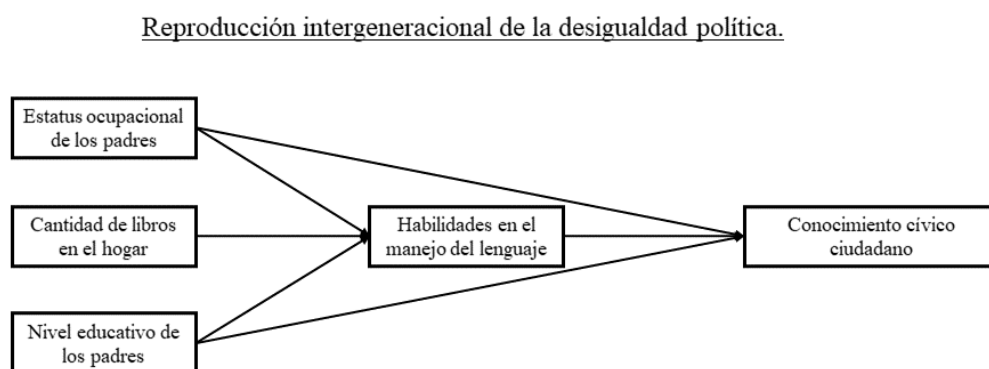 Reproducción intergeneracional de la desigualdad política.
Estatus ocupacional
de los padres
Cantidad de libros
en el hogar
Habilidades en el
manejo del lenguaje
Conocimiento cívico
ciudadano
Nivel educativo de
los padres